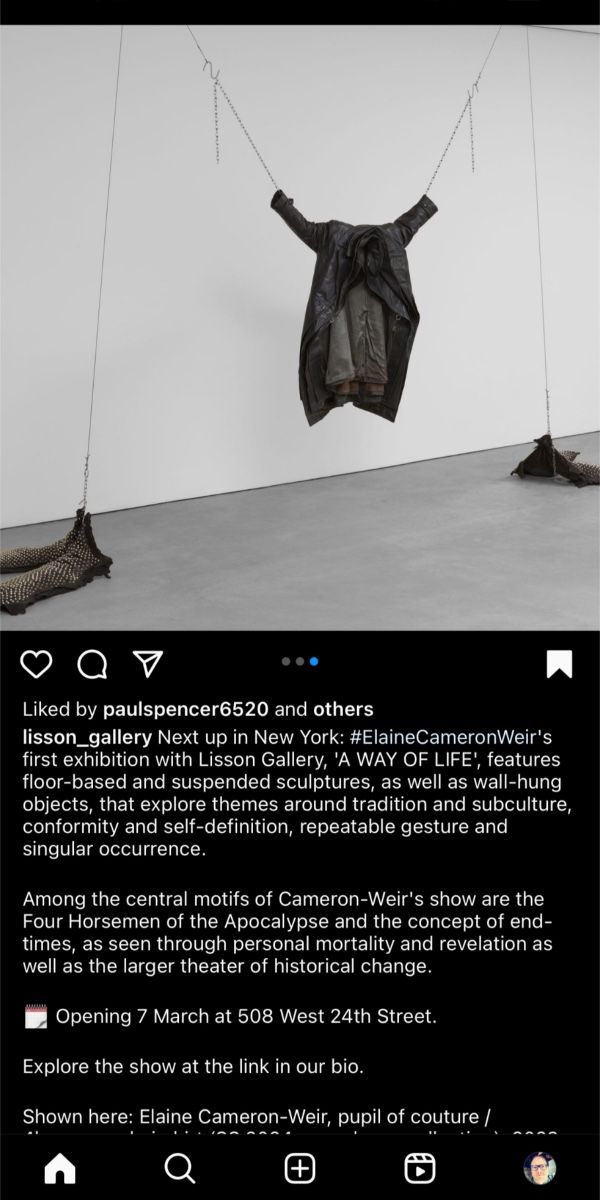 Liked by paulspencer6520 and others
lisson_gallery Next up in New York: #ElaineCameronWeir's
first exhibition with Lisson Gallery, 'A WAY OF LIFE', features
floor-based and suspended sculptures, as well as wall-hung
objects, that explore themes around tradition and subculture,
conformity and self-definition, repeatable gesture and
singular occurrence.
Among the central motifs of Cameron-Weir's show are the
Four Horsemen of the Apocalypse and the concept of end-
times, as seen through personal mortality and revelation as
well as the larger theater of historical change.
Opening 7 March at 508 West 24th Street.
Explore the show at the link in our bio.
Shown here: Elaine Cameron-Weir, pupil of couture /